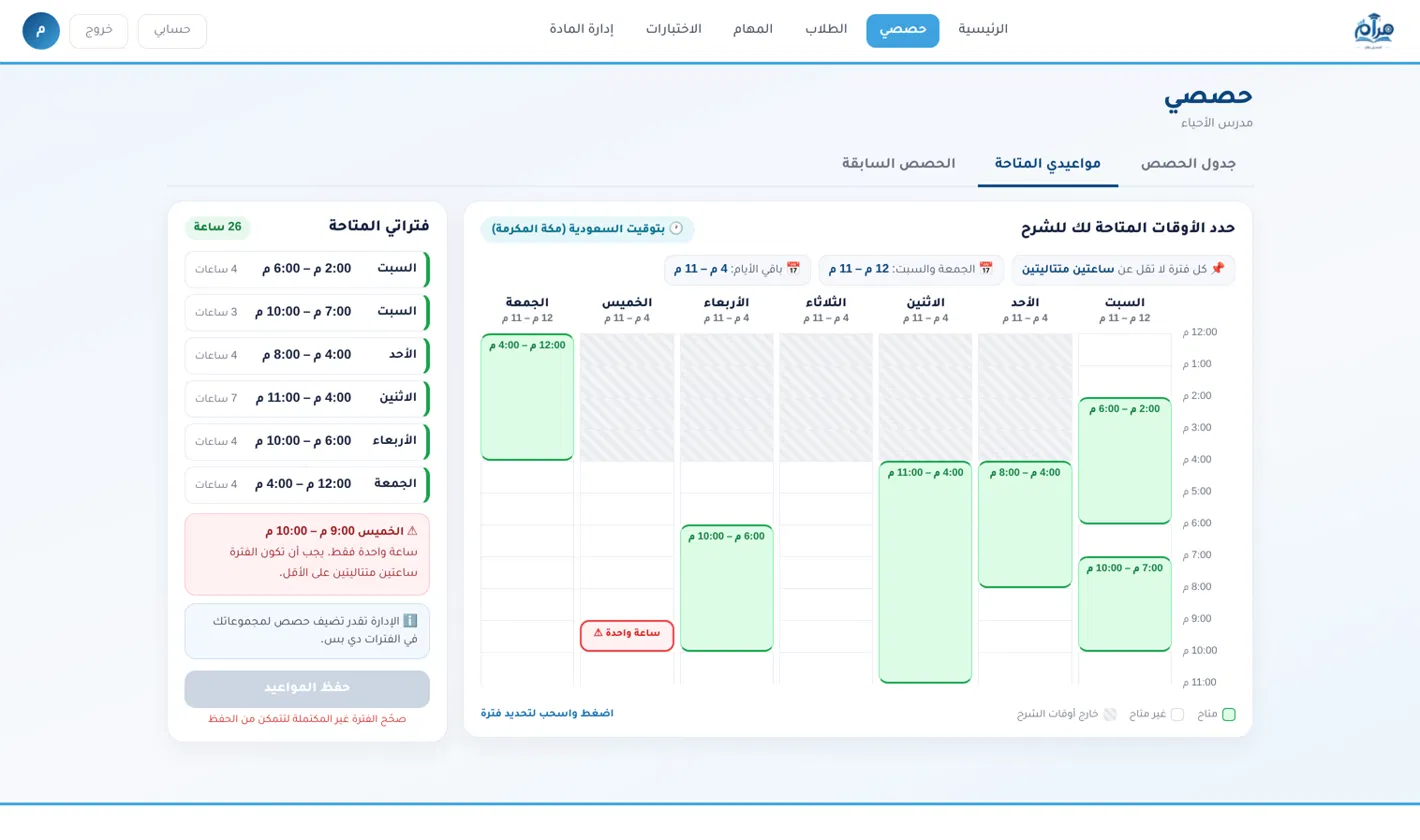 مرام
الرئيسية
حصصي
الطلاب
المهام
الاختبارات
إدارة المادة
حسابي
خروج
م
حصصي
مدرس الأحياء
جدول الحصص
مواعيدي المتاحة
الحصص السابقة
حدد الأوقات المتاحة لك للشرح
🕐 بتوقيت السعودية (مكة المكرمة)
📌 كل فترة لا تقل عن ساعتين متتاليتين
📅 الجمعة والسبت: 12 م – 11 م
📅 باقي الأيام: 4 م – 11 م
السبت
12 م – 11 م
الأحد
4 م – 11 م
الاثنين
4 م – 11 م
الثلاثاء
4 م – 11 م
الأربعاء
4 م – 11 م
الخميس
4 م – 11 م
الجمعة
12 م – 11 م
12:00 م
1:00 م
2:00 م
3:00 م
4:00 م
5:00 م
6:00 م
7:00 م
8:00 م
9:00 م
10:00 م
11:00 م
2:00 م – 6:00 م
7:00 م – 10:00 م
4:00 م – 8:00 م
4:00 م – 11:00 م
6:00 م – 10:00 م
⚠ ساعة واحدة
12:00 م – 4:00 م
متاح
غير متاح
خارج أوقات الشرح
اضغط واسحب لتحديد فترة
فتراتي المتاحة
26 ساعة
السبت 2:00 م – 6:00 م 4 ساعات
السبت 7:00 م – 10:00 م 3 ساعات
الأحد 4:00 م – 8:00 م 4 ساعات
الاثنين 4:00 م – 11:00 م 7 ساعات
الأربعاء 6:00 م – 10:00 م 4 ساعات
الجمعة 12:00 م – 4:00 م 4 ساعات
⚠ الخميس 9:00 م – 10:00 م
ساعة واحدة فقط. يجب أن تكون الفترة
ساعتين متتاليتين على الأقل.
ℹ️ الإدارة تقدر تضيف حصص لمجموعاتك
في الفترات دي بس.
حفظ المواعيد
صحّح الفترة غير المكتملة لتتمكن من الحفظ